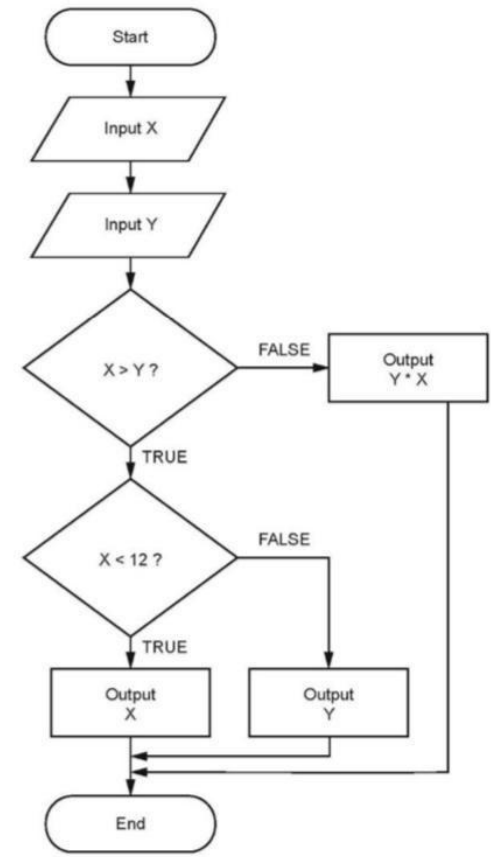 Start
Input X
Input Y
X > Y ?
FALSE
Output
Y * X
TRUE
X < 12 ?
FALSE
TRUE
Output
X
Output
Y
End